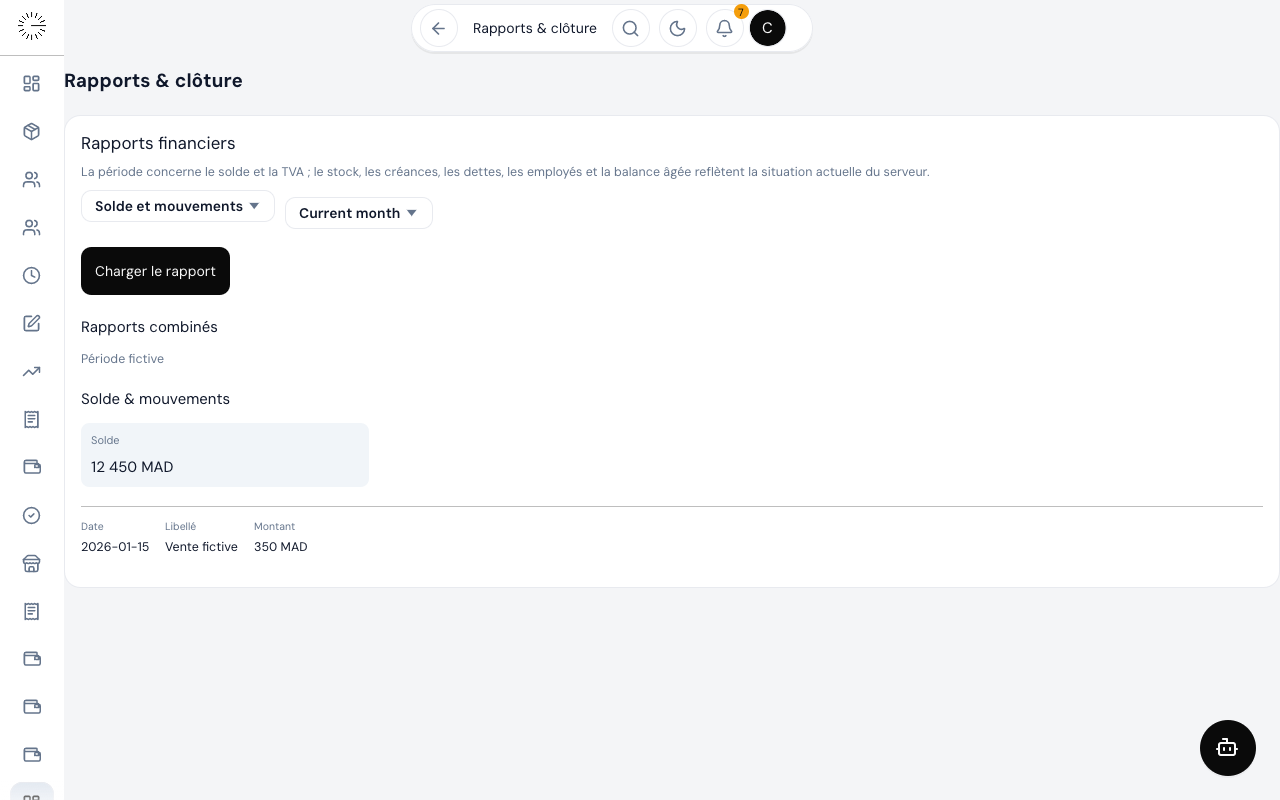 Rapports & clôture
7
C
Rapports & clôture
Rapports financiers
La période concerne le solde et la TVA ; le stock, les créances, les dettes, les employés et la balance âgée reflètent la situation actuelle du serveur.
Solde et mouvements
Current month
Charger le rapport
Rapports combinés
Période fictive
Solde & mouvements
Solde
12 450 MAD
Date Libellé Montant
2026-01-15 Vente fictive 350 MAD